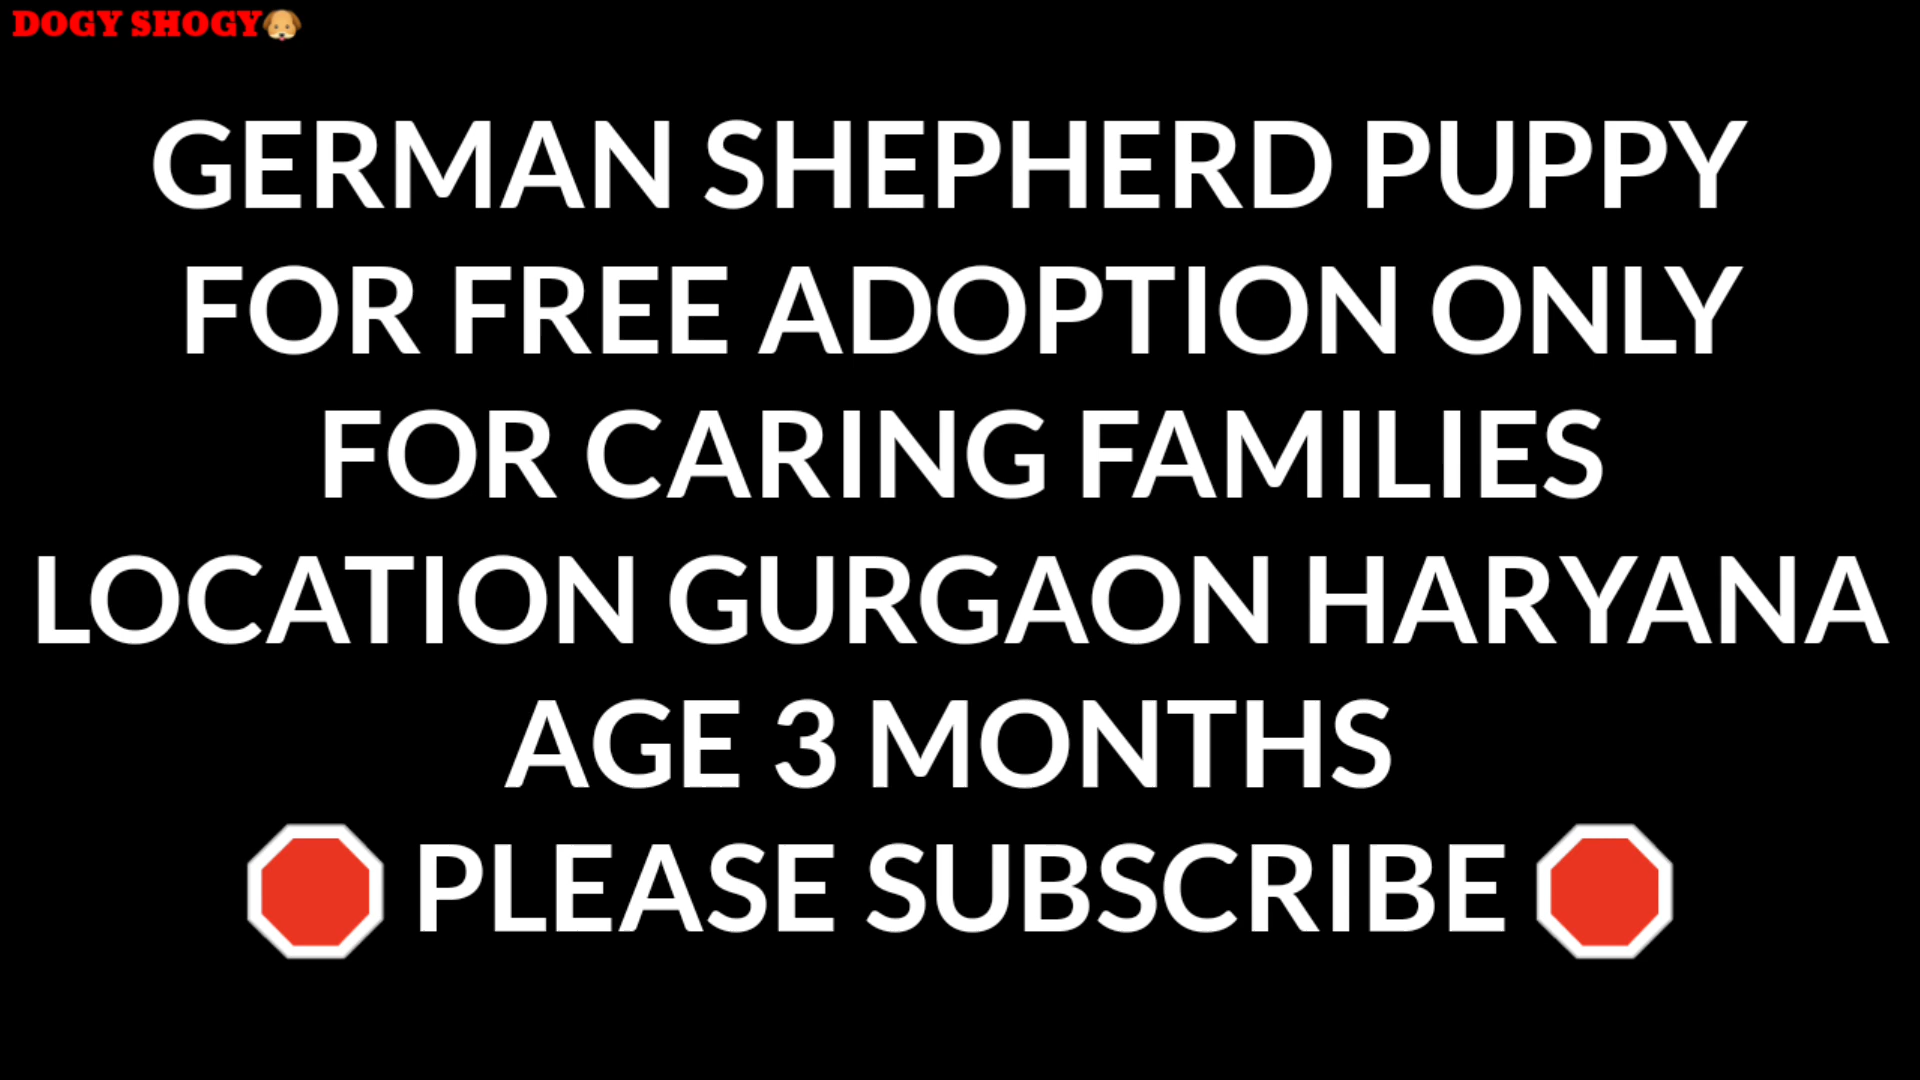 DOGY SHOGY🐶
GERMAN SHEPHERD PUPPY
FOR FREE ADOPTION ONLY
FOR CARING FAMILIES
LOCATION GURGAON HARYANA
AGE 3 MONTHS
🛑 PLEASE SUBSCRIBE 🛑